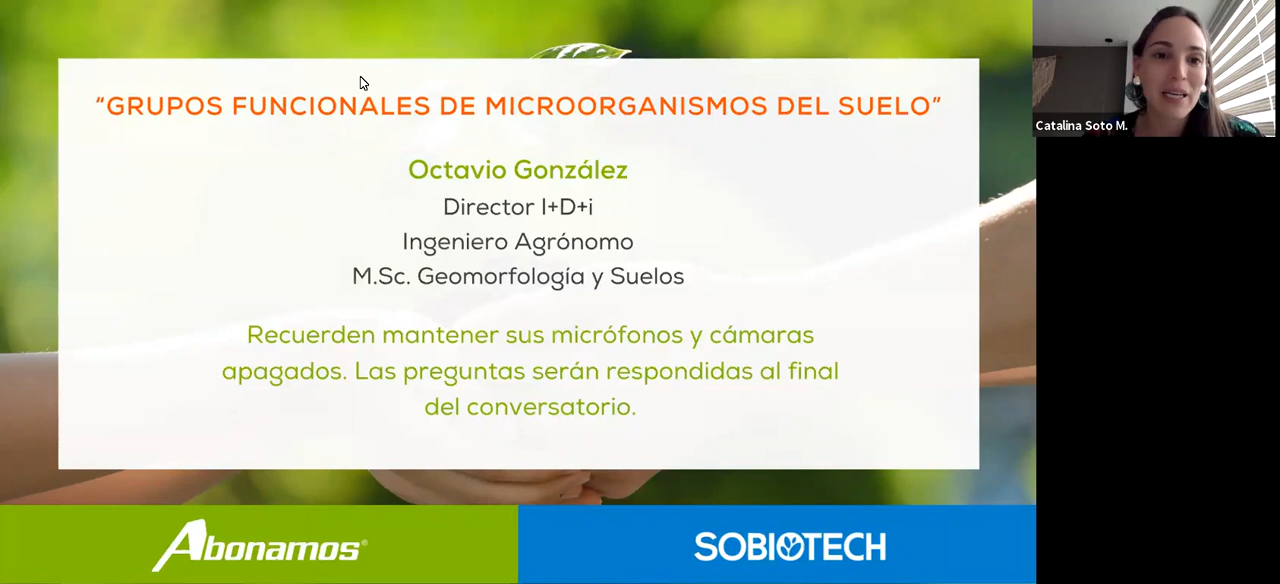 “GRUPOS FUNCIONALES DE MICROORGANISMOS DEL SUELO”
Octavio González
Director I+D+i
Ingeniero Agrónomo
M.Sc. Geomorfología y Suelos
Recuerden mantener sus micrófonos y cámaras
apagados. Las preguntas serán respondidas al final
del conversatorio.
Catalina Soto M.
Abonamos®
SOBIOTECH